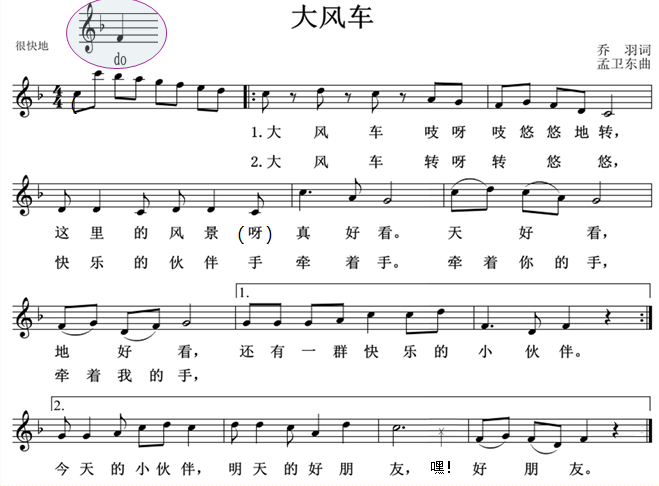 大风车
很快地
do
乔 羽词
孟卫东曲
4/4
1.大 风 车 吱 呀 吱 悠 悠 地 转,
2.大 风 车 转 呀 转 悠 悠,
这 里 的 风 景 (呀) 真 好 看。 天 好 看,
快 乐 的 伙 伴 手 牵 着 手。 牵 着 你 的 手,
1.
地 好 看, 还 有 一 群 快 乐 的 小 伙 伴。
牵 着 我 的 手,
2.
今 天 的 小 伙 伴, 明 天 的 好 朋 友, 嘿! 好 朋 友。